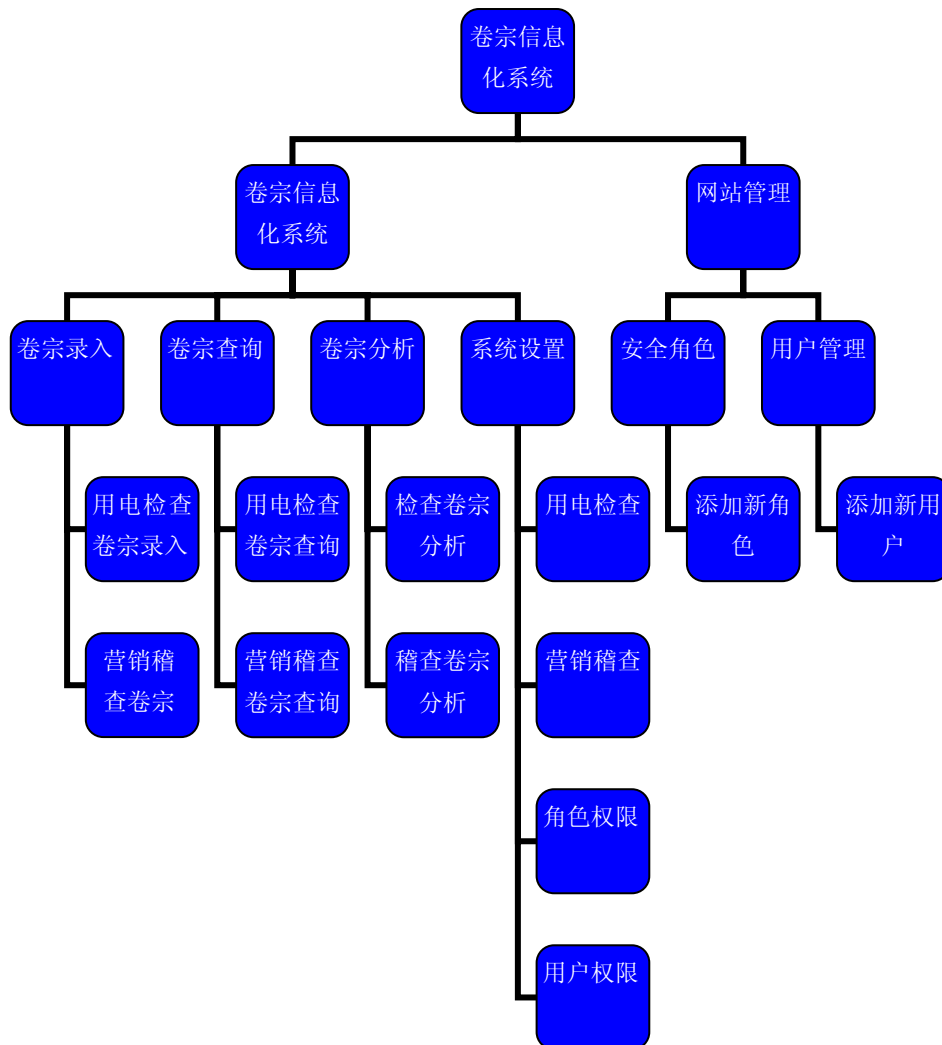 卷宗信息
化系统
卷宗信息
化系统
网站管理
卷宗录入
卷宗查询
卷宗分析
系统设置
安全角色
用户管理
用电检查
卷宗录入
用电检查
卷宗查询
检查卷宗
分析
用电检查
添加新角
色
添加新用
户
营销稽
查卷宗
营销稽查
卷宗查询
稽查卷宗
分析
营销稽查
角色权限
用户权限